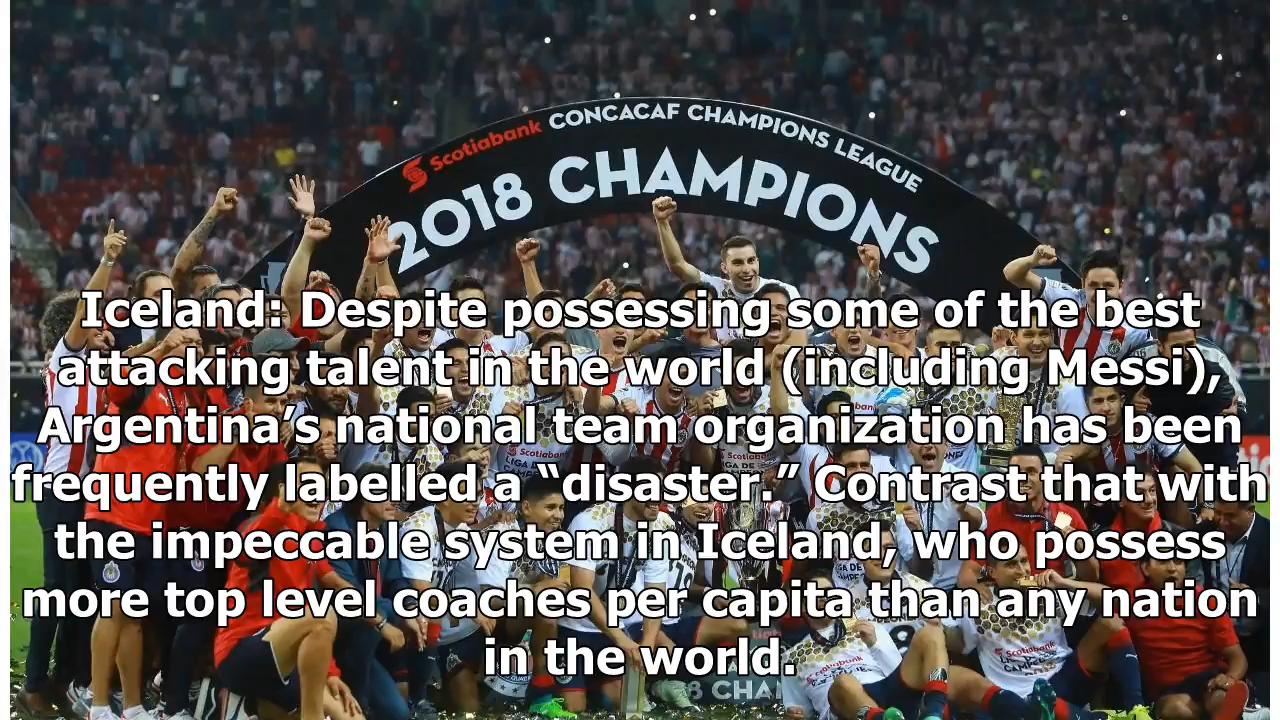 Scotiabank CONCACAF CHAMPIONS LEAGUE
2018 CHAMPIONS
Iceland: Despite possessing some of the best
attacking talent in the world (including Messi),
Argentina’s national team organization has been
frequently labelled a “disaster.” Contrast that with
the impeccable system in Iceland, who possess
more top level coaches per capita than any nation
in the world.